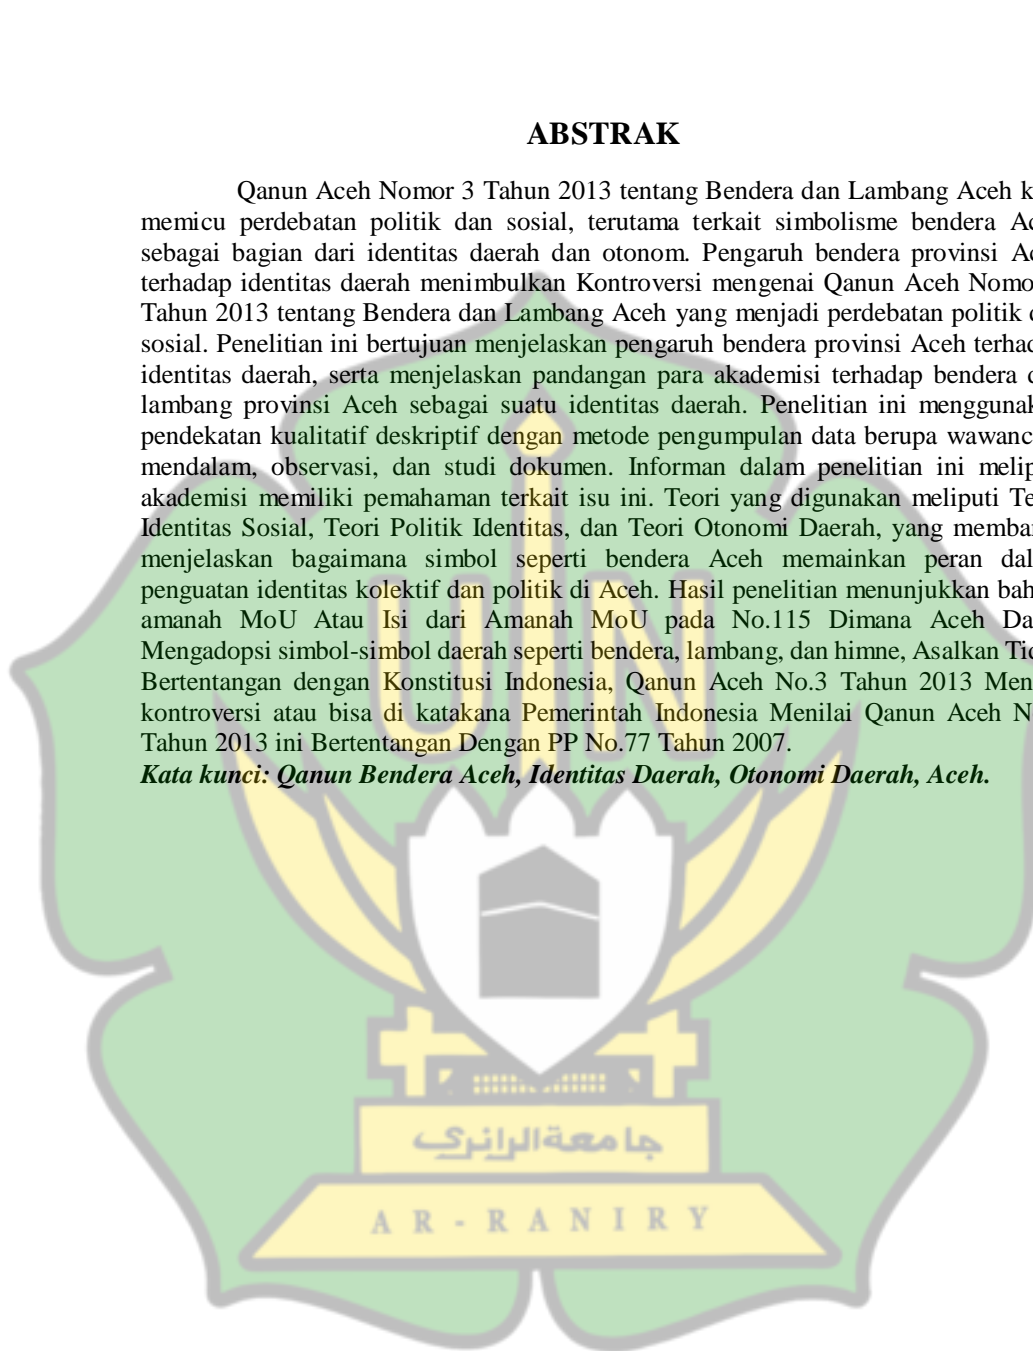 ABSTRAK
Qanun Aceh Nomor 3 Tahun 2013 tentang Bendera dan Lambang Aceh k
memicu perdebatan politik dan sosial, terutama terkait simbolisme bendera Ac
sebagai bagian dari identitas daerah dan otonom. Pengaruh bendera provinsi Ac
terhadap identitas daerah menimbulkan Kontroversi mengenai Qanun Aceh Nomo
Tahun 2013 tentang Bendera dan Lambang Aceh yang menjadi perdebatan politik d
sosial. Penelitian ini bertujuan menjelaskan pengaruh bendera provinsi Aceh terhad
identitas daerah, serta menjelaskan pandangan para akademisi terhadap bendera d
lambang provinsi Aceh sebagai suatu identitas daerah. Penelitian ini menggunak
pendekatan kualitatif deskriptif dengan metode pengumpulan data berupa wawanc
mendalam, observasi, dan studi dokumen. Informan dalam penelitian ini melip
akademisi memiliki pemahaman terkait isu ini. Teori yang digunakan meliputi Te
Identitas Sosial, Teori Politik Identitas, dan Teori Otonomi Daerah, yang memba
menjelaskan bagaimana simbol seperti bendera Aceh memainkan peran dal
penguatan identitas kolektif dan politik di Aceh. Hasil penelitian menunjukkan bah
amanah MoU Atau Isi dari Amanah MoU pada No.115 Dimana Aceh Da
Mengadopsi simbol-simbol daerah seperti bendera, lambang, dan himne, Asalkan Tid
Bertentangan dengan Konstitusi Indonesia, Qanun Aceh No.3 Tahun 2013 Men
kontroversi atau bisa di katakana Pemerintah Indonesia Menilai Qanun Aceh N
Tahun 2013 ini Bertentangan Dengan PP No.77 Tahun 2007.
Kata kunci: Qanun Bendera Aceh, Identitas Daerah, Otonomi Daerah, Aceh.
UIN
جامعةالرانري
AR-RANIRY